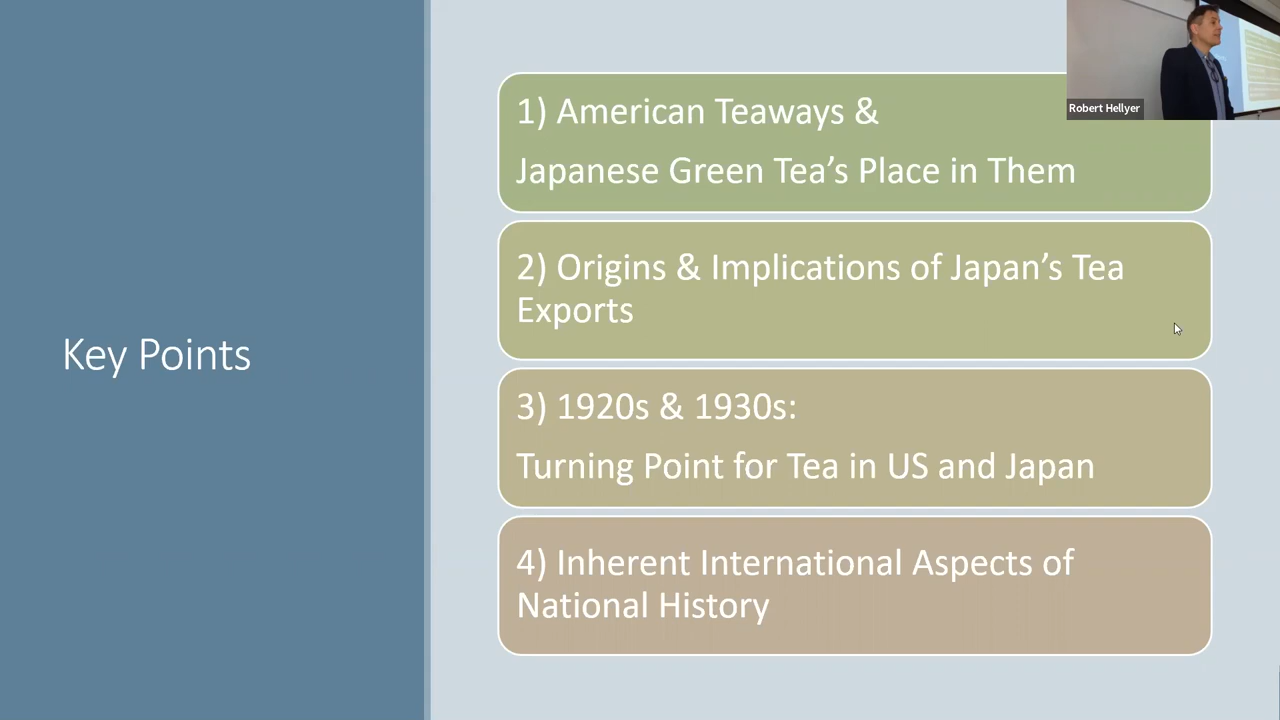 Key Points
1) American Teaways &
Japanese Green Tea’s Place in Them
2) Origins & Implications of Japan’s Tea
Exports
3) 1920s & 1930s:
Turning Point for Tea in US and Japan
4) Inherent International Aspects of
National History
Robert Hellyer